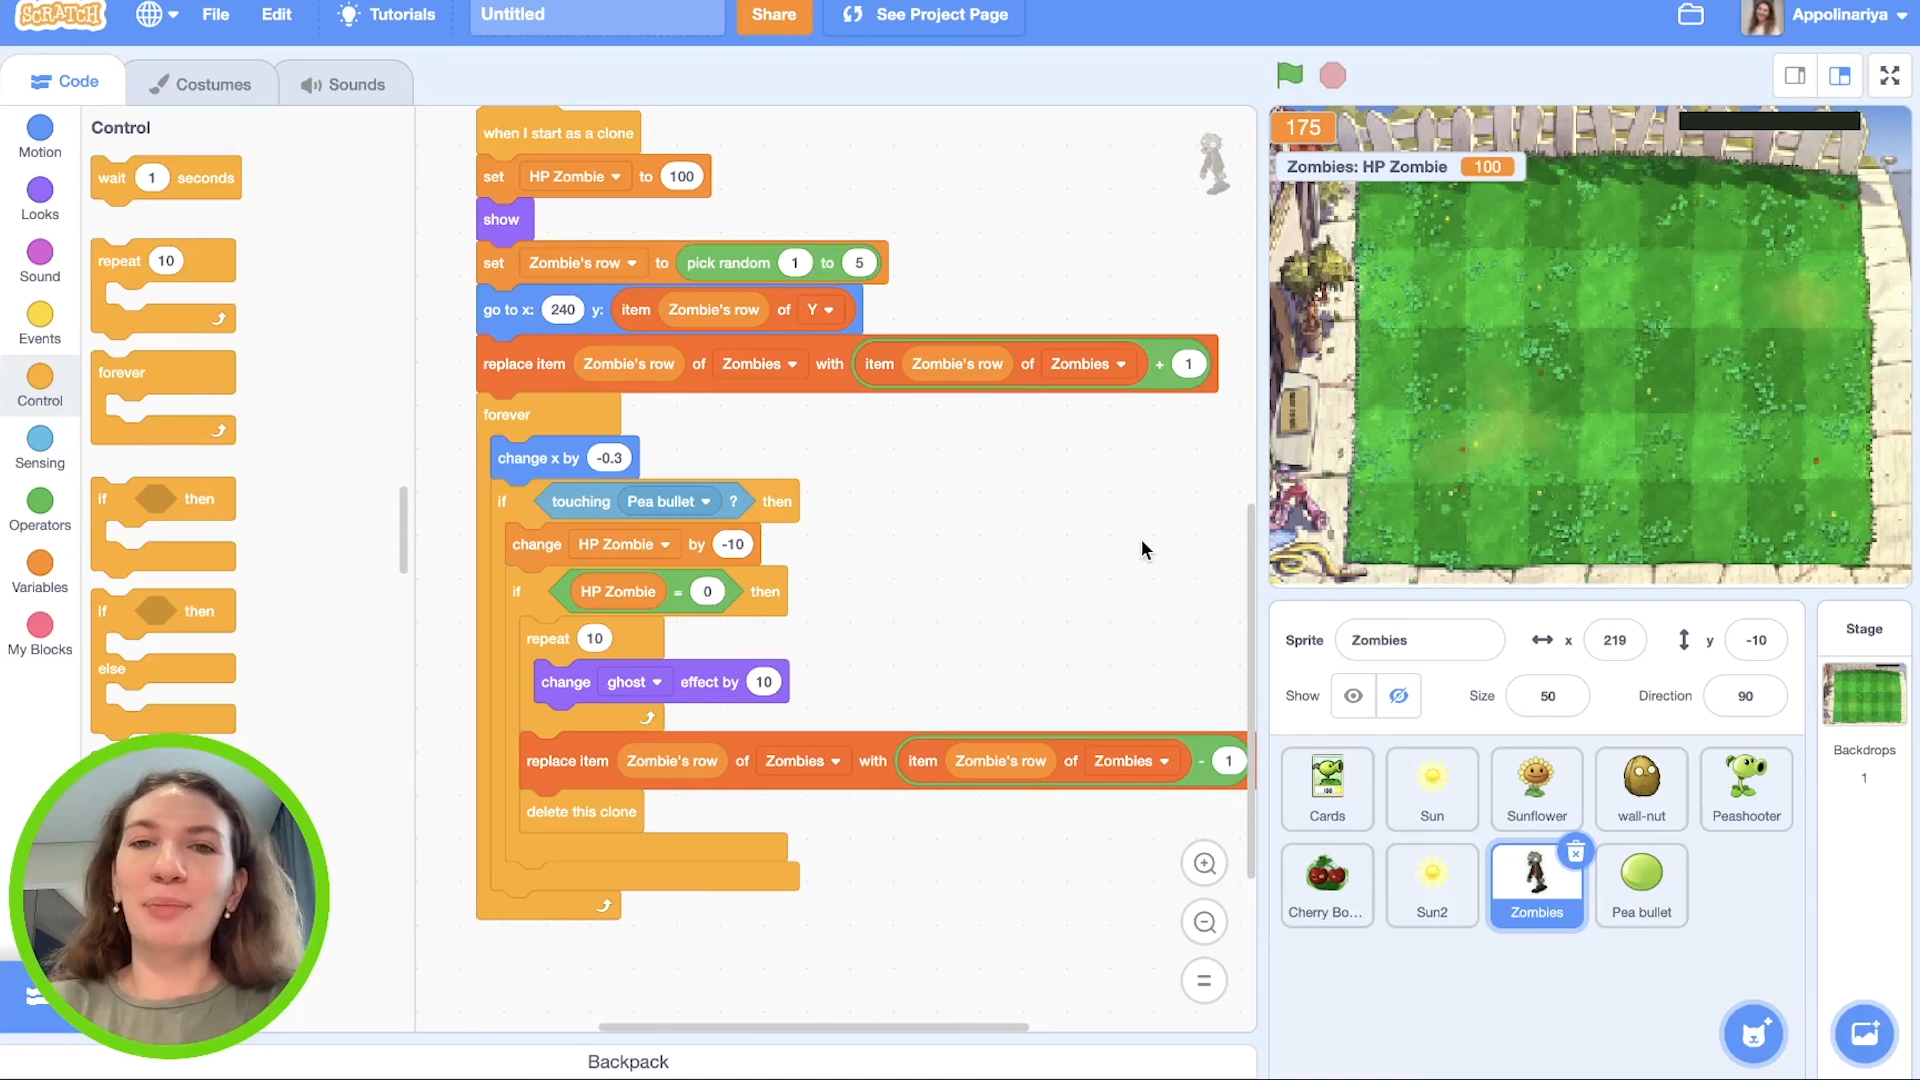 SCRATCH
File
Edit
Tutorials
Untitled
Share
See Project Page
Appolinariya
Code
Costumes
Sounds
Motion
Looks
Sound
Events
Control
Sensing
Operators
Variables
My Blocks
Control
wait 1 seconds
repeat 10
forever
if then
if then
else
when I start as a clone
set HP Zombie to 100
show
set Zombie's row to pick random 1 to 5
go to x: 240 y: item Zombie's row of Y
replace item Zombie's row of Zombies with item Zombie's row of Zombies + 1
forever
change x by -0.3
if touching Pea bullet ? then
change HP Zombie by -10
if HP Zombie = 0 then
repeat 10
change ghost effect by 10
replace item Zombie's row of Zombies with item Zombie's row of Zombies - 1
delete this clone
Backpack
175
Zombies: HP Zombie 100
Sprite Zombies x 219 y -10
Show Size 50 Direction 90
100
Cards
Sun
Sunflower
wall-nut
Peashooter
Cherry Bo...
Sun2
Zombies
Pea bullet
Stage
Backdrops
1